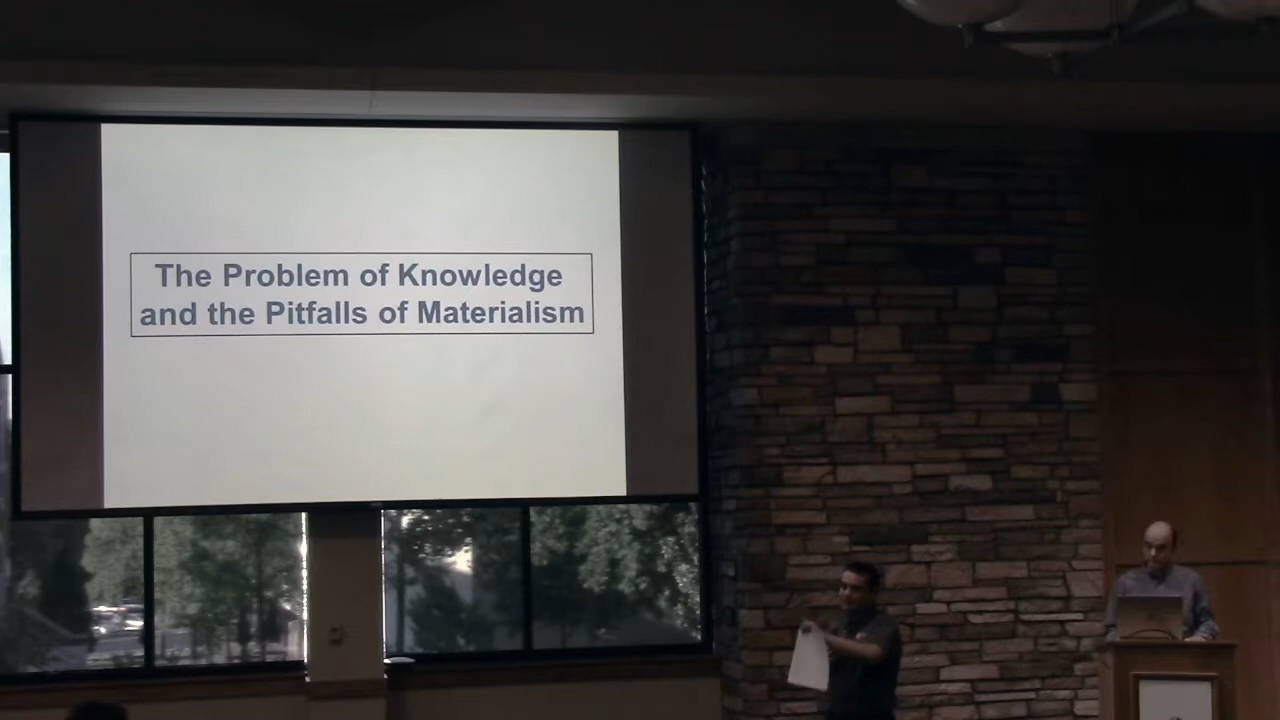 The Problem of Knowledge
and the Pitfalls of Materialism